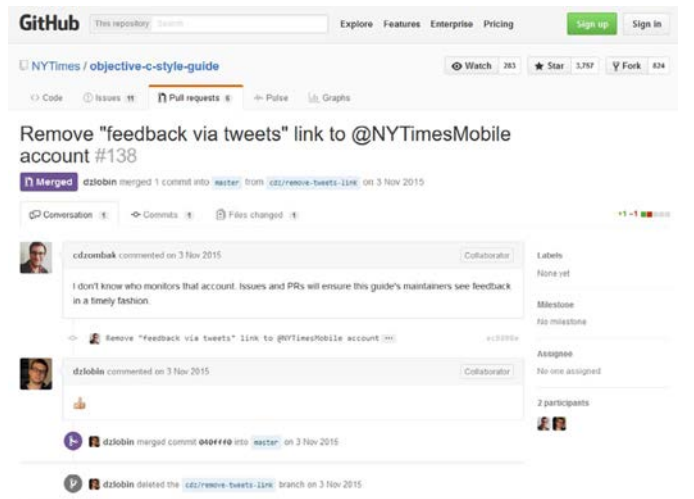 GitHub This repository Search Explore Features Enterprise Pricing Sign up Sign in
NYTimes / objective-c-style-guide Watch 283 Star 3,757 Fork 824
Code Issues 11 Pull requests 6 Pulse Graphs
Remove "feedback via tweets" link to @NYTimesMobile
account #138
Merged dzlobin merged 1 commit into master from cdz/remove-tweets-link on 3 Nov 2015
Conversation 1 Commits 1 Files changed 1 +1 −1
cdzombak commented on 3 Nov 2015 Collaborator
I don't know who monitors that account. Issues and PRs will ensure this guide's maintainers see feedback
in a timely fashion.
Remove "feedback via tweets" link to @NYTimesMobile account
dzlobin commented on 3 Nov 2015 Collaborator
dzlobin merged commit into master on 3 Nov 2015
dzlobin deleted the cdz/remove-tweets-link branch on 3 Nov 2015
Labels
None yet
Milestone
No milestone
Assignee
No one assigned
2 participants